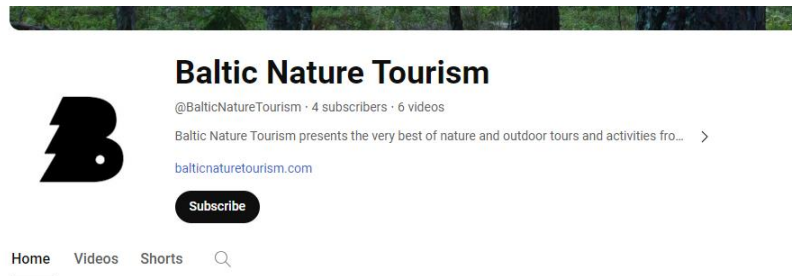 Baltic Nature Tourism
@BalticNatureTourism · 4 subscribers · 6 videos
Baltic Nature Tourism presents the very best of nature and outdoor tours and activities fro...
balticnaturetourism.com
Subscribe
Home Videos Shorts